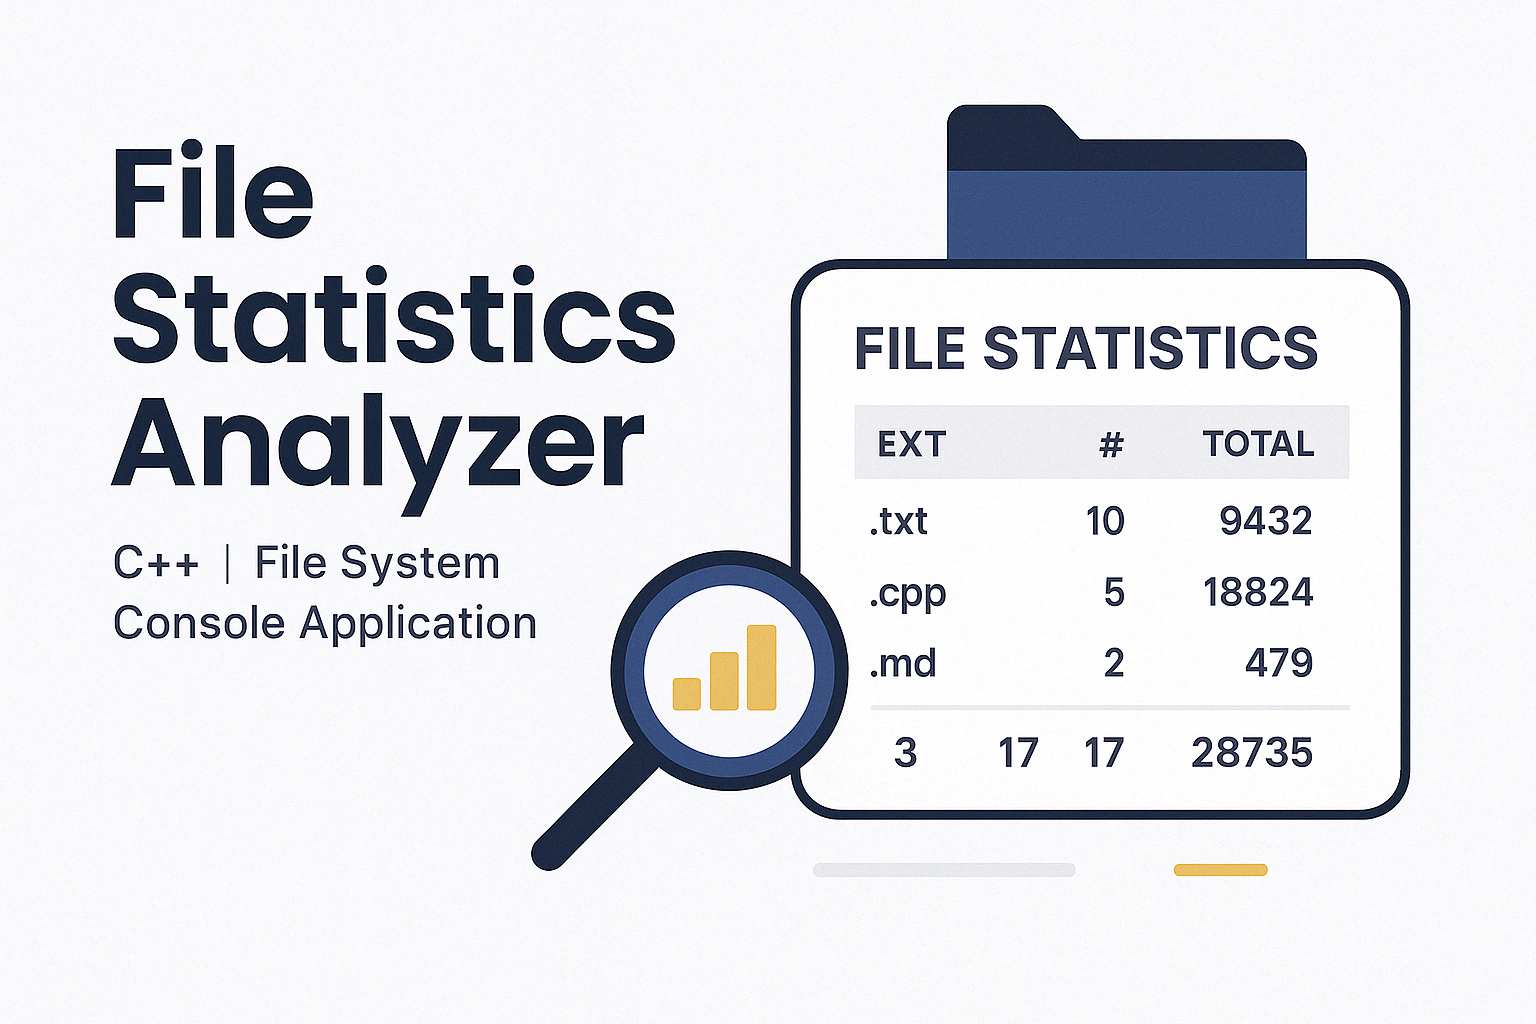 File
Statistics
Analyzer
C++ | File System
Console Application
FILE STATISTICS
EXT # TOTAL
.txt 10 9432
.cpp 5 18824
.md 2 479
3 17 17 28735